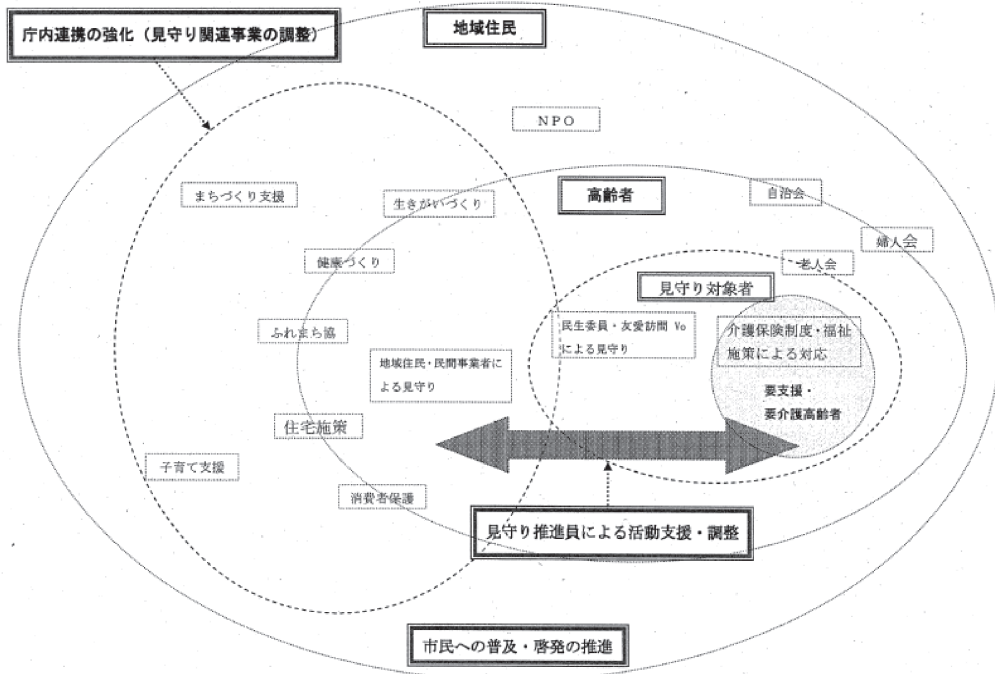 庁内連携の強化（見守り関連事業の調整）
地域住民
NPO
まちづくり支援
生きがいづくり
高齢者
自治会
婦人会
健康づくり
老人会
見守り対象者
ふれまち協
民生委員・友愛訪問 Vo
による見守り
介護保険制度・福祉
施策による対応
地域住民・民間事業者に
よる見守り
要支援・
要介護高齢者
住宅施策
子育て支援
消費者保護
見守り推進員による活動支援・調整
市民への普及・啓発の推進